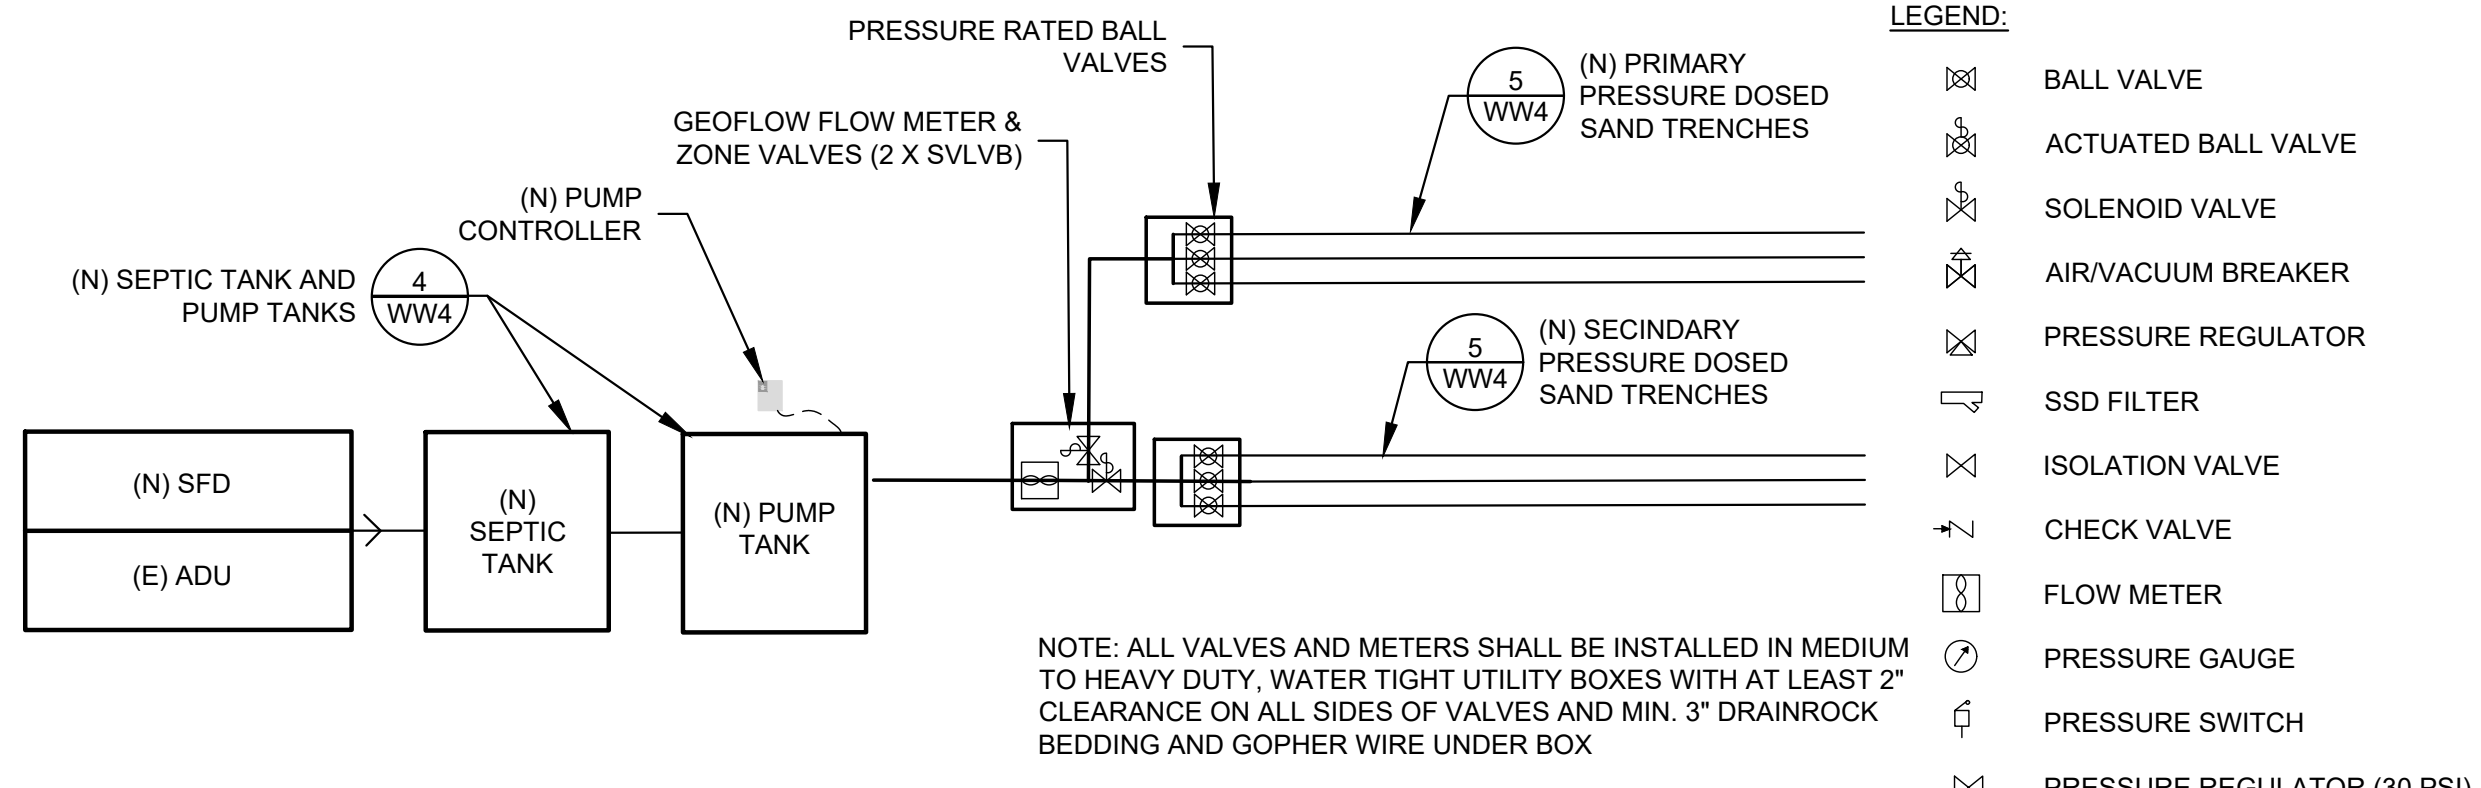 PRESSURE RATED BALL
VALVES
GEOFLOW FLOW METER &
ZONE VALVES (2 X SVLVB)
(N) PUMP
CONTROLLER
(N) SEPTIC TANK AND
PUMP TANKS
4
WW4
5
WW4
(N) PRIMARY
PRESSURE DOSED
SAND TRENCHES
5
WW4
(N) SECINDARY
PRESSURE DOSED
SAND TRENCHES
(N) SFD
(E) ADU
(N)
SEPTIC
TANK
(N) PUMP
TANK
NOTE: ALL VALVES AND METERS SHALL BE INSTALLED IN MEDIUM
TO HEAVY DUTY, WATER TIGHT UTILITY BOXES WITH AT LEAST 2"
CLEARANCE ON ALL SIDES OF VALVES AND MIN. 3" DRAINROCK
BEDDING AND GOPHER WIRE UNDER BOX
LEGEND:
BALL VALVE
ACTUATED BALL VALVE
SOLENOID VALVE
AIR/VACUUM BREAKER
PRESSURE REGULATOR
SSD FILTER
ISOLATION VALVE
CHECK VALVE
FLOW METER
PRESSURE GAUGE
PRESSURE SWITCH
PRESSURE REGULATOR (30 PSI)